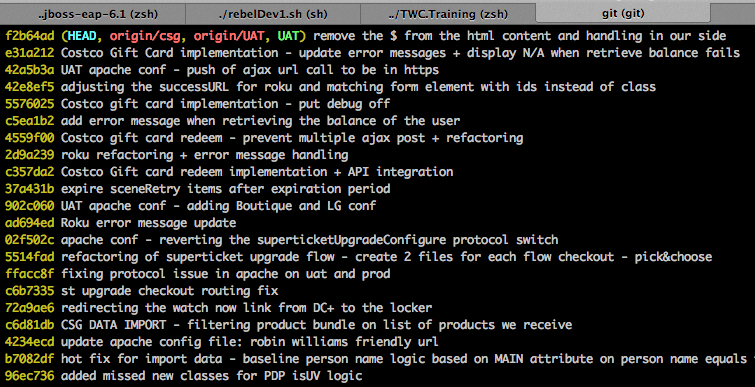 ..jboss-eap-6.1 (zsh) ./rebelDev1.sh (sh) ../TWC.Training (zsh) git (git)
f2b64ad (HEAD, origin/csg, origin/UAT, UAT) remove the $ from the html content and handling in our side
e31a212 Costco Gift Card implementation - update error messages + display N/A when retrieve balance fails
42a5b3a UAT apache conf - push of ajax url call to be in https
42e8ef5 adjusting the successURL for roku and matching form element with ids instead of class
5576025 Costco gift card implementation - put debug off
c5ea1b2 add error message when retrieving the balance of the user
4559f00 Costco Gift card redeem - prevent multiple ajax post + refactoring
2d9a239 roku refactoring + error message handling
c357da2 Costco Gift Card redeem implementation + API integration
37a431b expire sceneRetry items after expiration period
902c060 UAT apache conf - adding Boutique and LG conf
ad694ed Roku error message update
02f502c apache conf - reverting the superticketUpgradeConfigure protocol switch
5514fad refactoring of superticket upgrade flow - create 2 files for each flow checkout - pick&choose
ffacc8f fixing protocol issue in apache on uat and prod
c6b7335 st upgrade checkout routing fix
72a9ae6 redirecting the watch now link from DC+ to the locker
c6d81db CSG DATA IMPORT - filtering product bundle on list of products we receive
4234ecd update apache config file: robin williams friendly url
b7082df hot fix for import data - baseline person name logic based on MAIN attribute on person name equals
96ec736 added missed new classes for PDP isUV logic